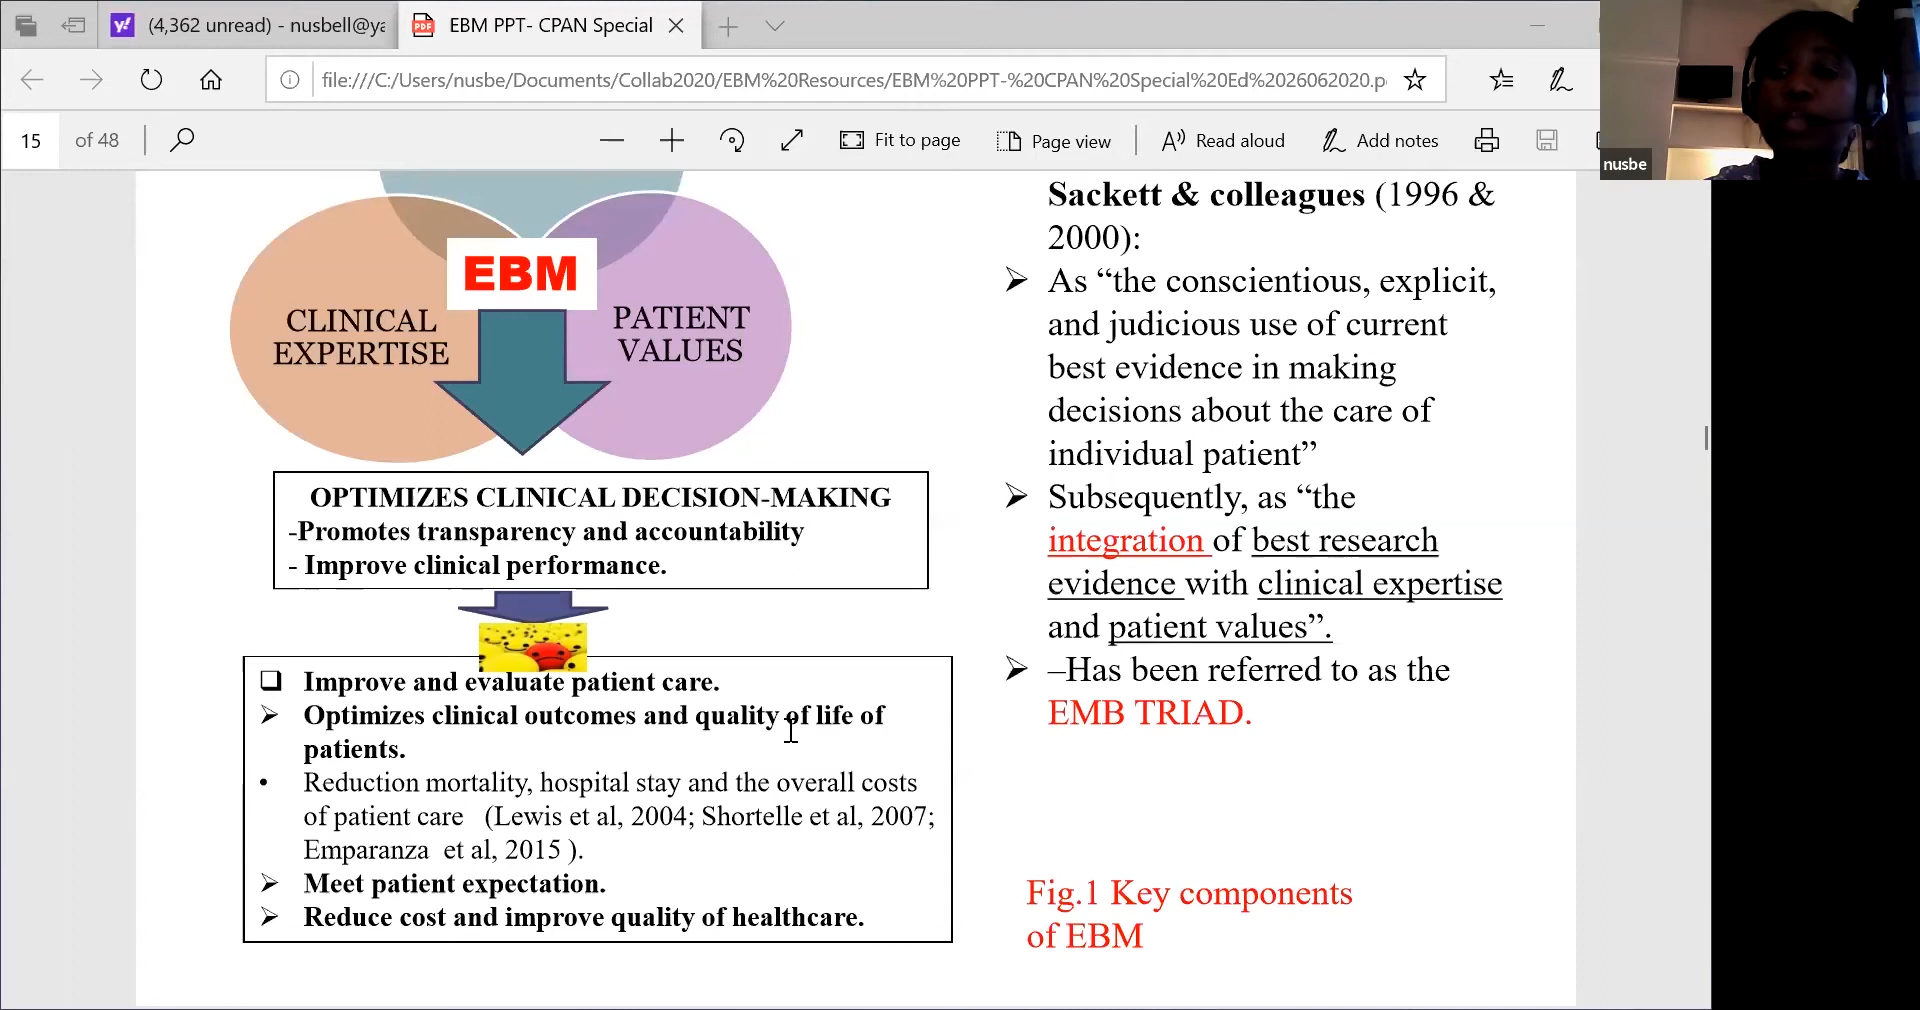 (4,362 unread) - nusbell@ya
PDF
EBM PPT- CPAN Special
file:///C:/Users/nusbe/Documents/Collab2020/EBM%20Resources/EBM%20PPT-%20CPAN%20Special%20Ed%2026062020.p
15 of 48
Fit to page
Page view
Read aloud
Add notes
nusbe
EBM
CLINICAL
EXPERTISE
PATIENT
VALUES
OPTIMIZES CLINICAL DECISION-MAKING
-Promotes transparency and accountability
- Improve clinical performance.
❑ Improve and evaluate patient care.
➢ Optimizes clinical outcomes and quality of life of
patients.
• Reduction mortality, hospital stay and the overall costs
of patient care (Lewis et al, 2004; Shortelle et al, 2007;
Emparanza et al, 2015 ).
➢ Meet patient expectation.
➢ Reduce cost and improve quality of healthcare.
Sackett & colleagues (1996 &
2000):
➢ As “the conscientious, explicit,
and judicious use of current
best evidence in making
decisions about the care of
individual patient”
➢ Subsequently, as “the
integration of best research
evidence with clinical expertise
and patient values”.
➢ –Has been referred to as the
EMB TRIAD.
Fig.1 Key components
of EBM